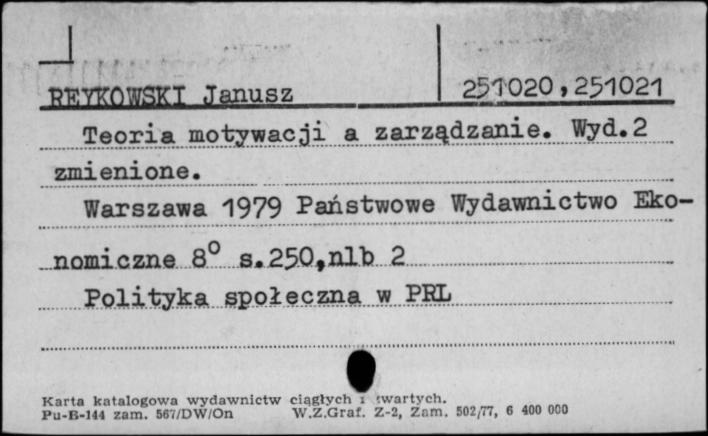 REYKOWSKI Janusz 251020,251021
Teoria motywacji a zarządzanie. Wyd.2
zmienione.
Warszawa 1979 Państwowe Wydawnictwo Eko-
nomiczne 8° s.250,nlb 2
Polityka społeczna w PRL
Karta katalogowa wydawnictw ciągłych i zwartych.
Pu-B-144 zam. 567/DW/On W.Z.Graf. Z-2, Zam. 502/77, 6 400 000